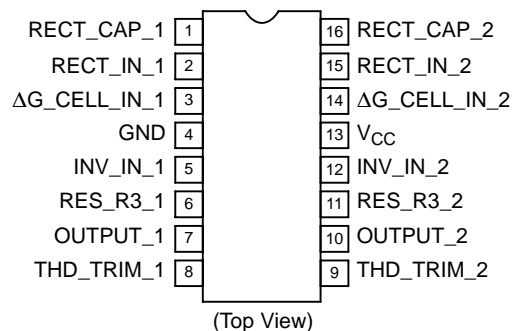 RECT_CAP_1 1 16 RECT_CAP_2
RECT_IN_1 2 15 RECT_IN_2
ΔG_CELL_IN_1 3 14 ΔG_CELL_IN_2
GND 4 13 VCC
INV_IN_1 5 12 INV_IN_2
RES_R3_1 6 11 RES_R3_2
OUTPUT_1 7 10 OUTPUT_2
THD_TRIM_1 8 9 THD_TRIM_2
(Top View)